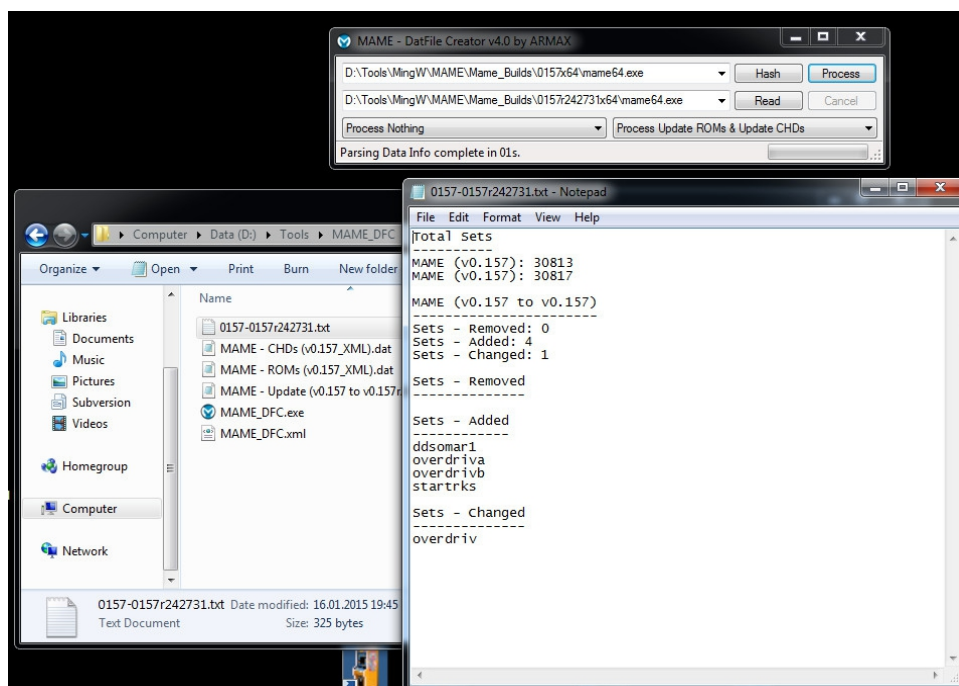 MAME - DatFile Creator v4.0 by ARMAX
D:\Tools\MingW\MAME\Mame_Builds\0157x64\mame64.exe
Hash
Process
D:\Tools\MingW\MAME\Mame_Builds\0157r242731x64\mame64.exe
Read
Cancel
Process Nothing
Process Update ROMs & Update CHDs
Parsing Data Info complete in 01s.
Computer
Data (D:)
Tools
MAME_DFC
Organize
Open
Print
Burn
New folder
Libraries
Documents
Music
Pictures
Subversion
Videos
Homegroup
Computer
Network
Name
0157-0157r242731.txt
MAME - CHDs (v0.157_XML).dat
MAME - ROMs (v0.157_XML).dat
MAME - Update (v0.157 to v0.157r
MAME_DFC.exe
MAME_DFC.xml
0157-0157r242731.txt Date modified: 16.01.2015 19:45
Text Document Size: 325 bytes
0157-0157r242731.txt - Notepad
File Edit Format View Help
Total Sets
----------
MAME (v0.157): 30813
MAME (v0.157): 30817
MAME (v0.157 to v0.157)
-----------------------
Sets - Removed: 0
Sets - Added: 4
Sets - Changed: 1
Sets - Removed
--------------
Sets - Added
------------
ddsomar1
overdriva
overdrivb
startrks
Sets - Changed
--------------
overdriv